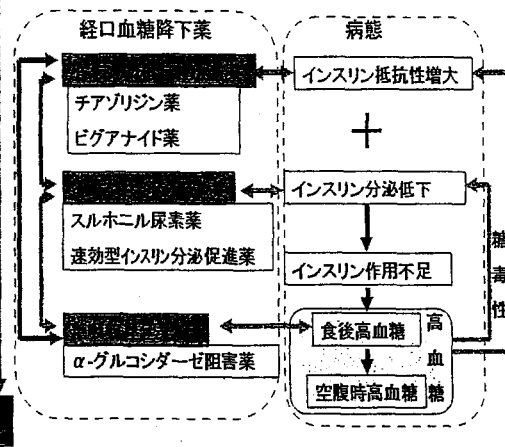 経口血糖降下薬
病態
インスリン抵抗性増大
チアゾリジン薬
ビグアナイド薬
+
インスリン分泌低下
スルホニル尿素薬
速効型インスリン分泌促進薬
インスリン作用不足
糖毒性
食後高血糖
高血糖
α-グルコシダーゼ阻害薬
空腹時高血糖